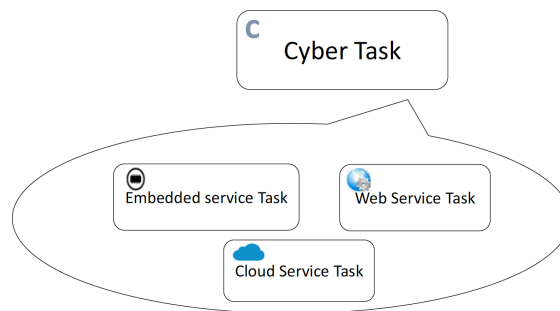 C
Cyber Task
Embedded service Task
Web Service Task
Cloud Service Task